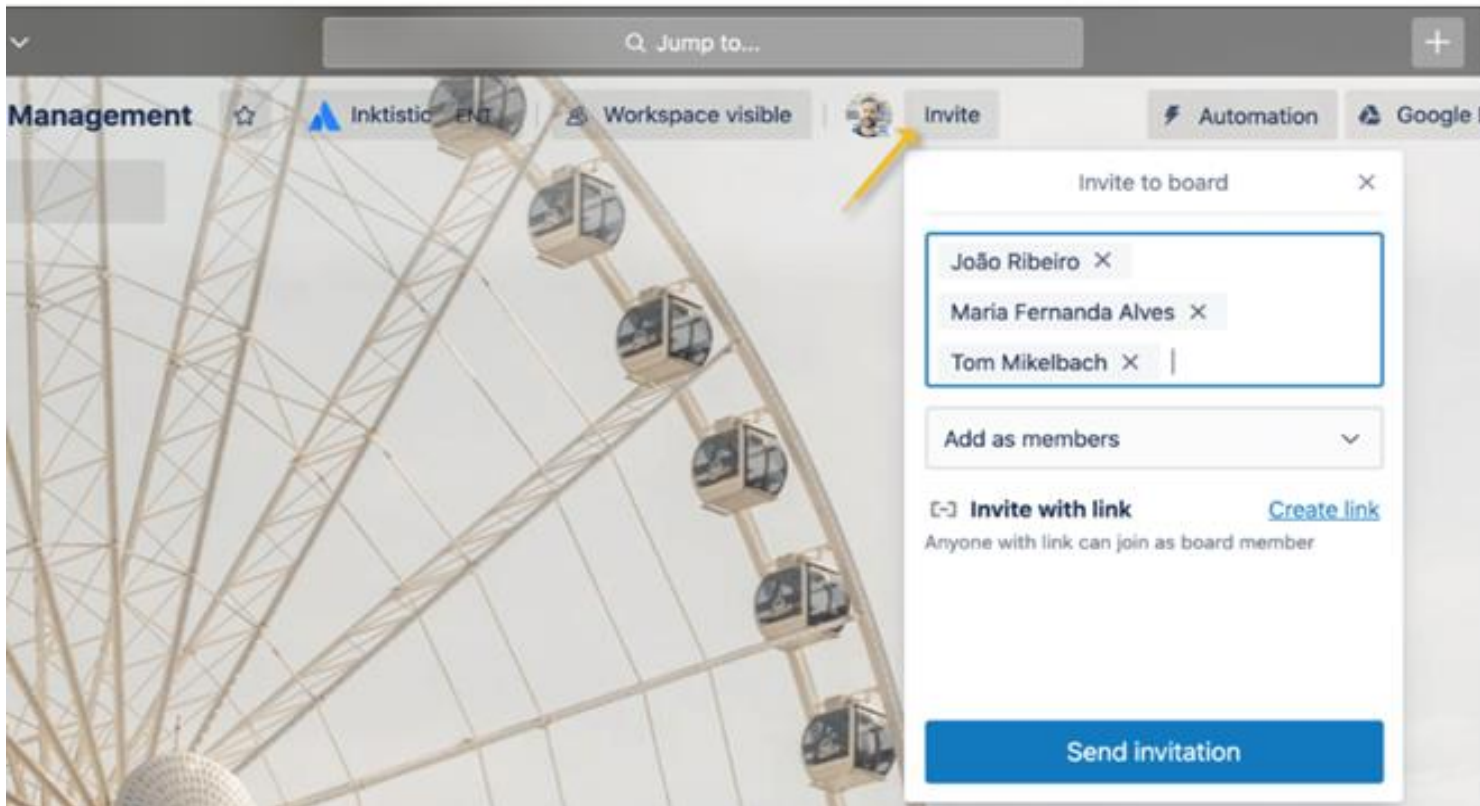 Jump to...
Management
Inktistic ENT
Workspace visible
Invite
Automation
Google
Invite to board
João Ribeiro
Maria Fernanda Alves
Tom Mikelbach
Add as members
Invite with link
Create link
Anyone with link can join as board member
Send invitation